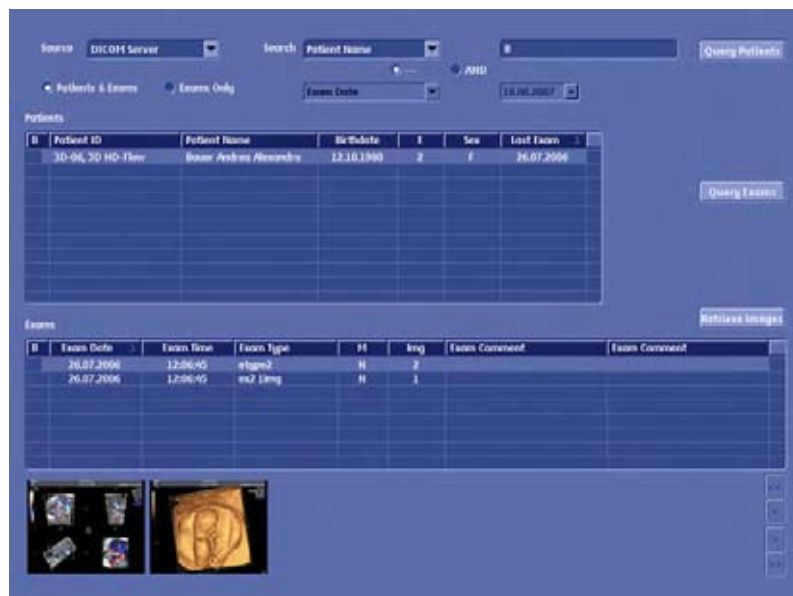 Source DICOM Server Search Patient Name B Query Patients
--- AND
Patients & Exams Exams Only Exam Date
Patients
B Patient ID Patient Name Birthdate E Sex Last Exam
3D-06, 3D HD-Flow Bauer Andrea Alexandra 12.10.1980 2 F 26.07.2006
Query Exams
Retrieve Images
Exams
B Exam Date Exam Time Exam Type M Img Exam Comment Exam Comment
26.07.2006 12:06:45 etype2 N 2
26.07.2006 12:06:45 ex2 1img N 1